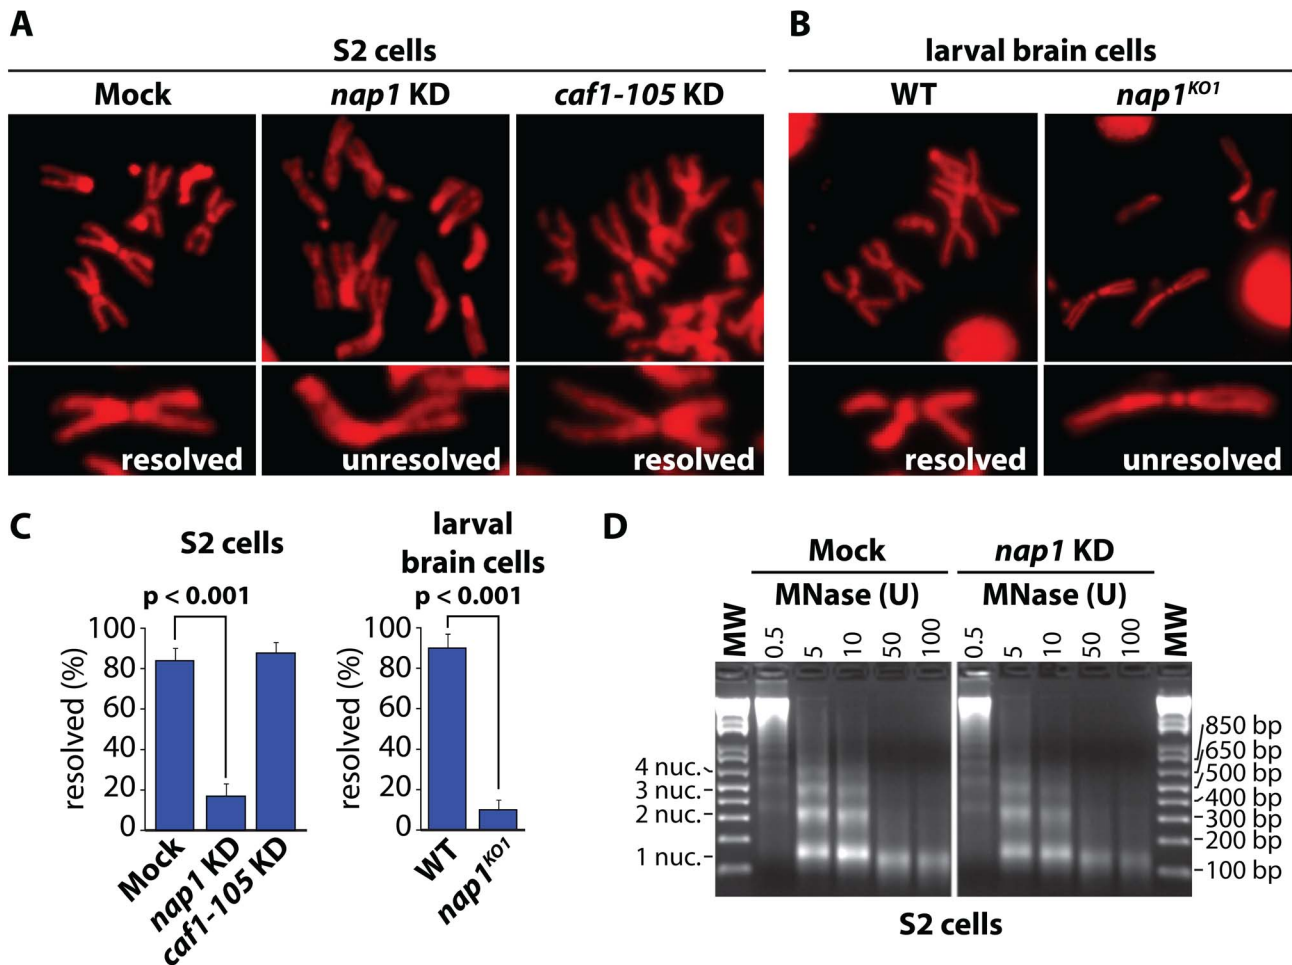 A
S2 cells
Mock
nap1 KD
caf1-105 KD
resolved
unresolved
resolved
B
larval brain cells
WT
nap1KO1
resolved
unresolved
C
S2 cells
p < 0.001
resolved (%)
100
80
60
40
20
0
Mock
nap1 KD
caf1-105 KD
larval
brain cells
p < 0.001
resolved (%)
100
80
60
40
20
0
WT
nap1KO1
D
Mock
nap1 KD
MNase (U)
MNase (U)
MW
0.5
5
10
50
100
0.5
5
10
50
100
MW
4 nuc.
3 nuc.
2 nuc.
1 nuc.
850 bp
650 bp
500 bp
400 bp
300 bp
200 bp
100 bp
S2 cells